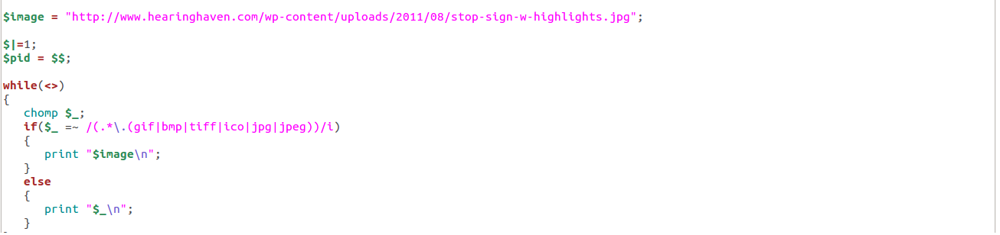 $image = "http://www.hearinghaven.com/wp-content/uploads/2011/08/stop-sign-w-highlights.jpg";
$|=1;
$pid = $$;
while(<>)
{
chomp $_;
if($_ =~ /(.*\.(gif|bmp|tiff|ico|jpg|jpeg))/i)
{
print "$image\n";
}
else
{
print "$_\n";
}